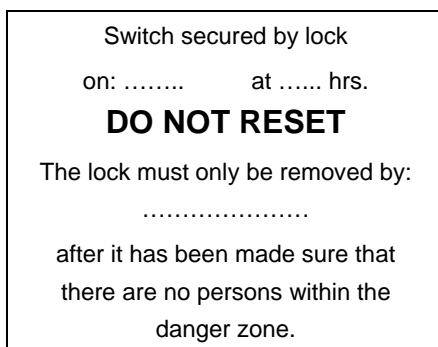 Switch secured by lock
on: …….. at …... hrs.
DO NOT RESET
The lock must only be removed by:
…………………
after it has been made sure that
there are no persons within the
danger zone.